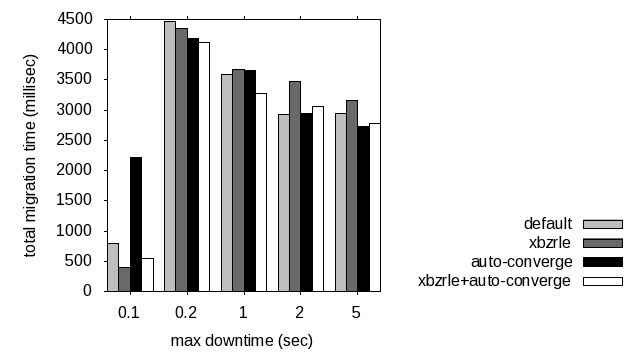 4500
4000
3500
3000
2500
2000
1500
1000
500
0
total migration time (millisec)
0.1 0.2 1 2 5
max downtime (sec)
default
xbzrle
auto-converge
xbzrle+auto-converge